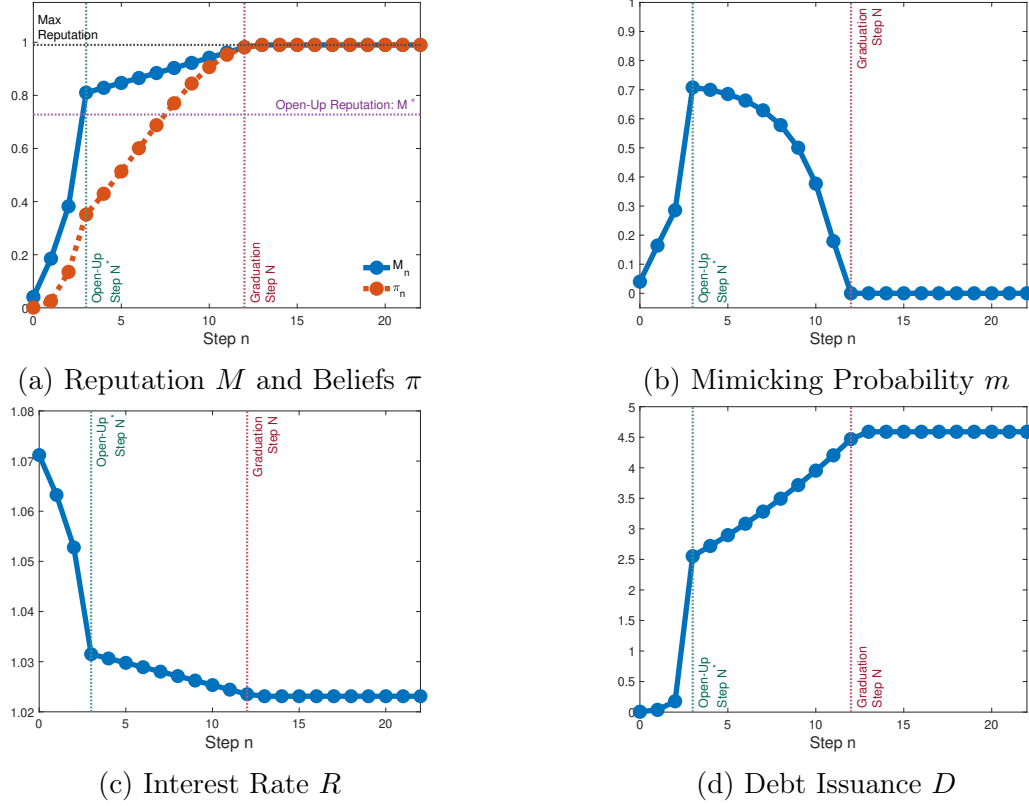 Max
Reputation
1
0.8
0.6
0.4
0.2
0
Open-Up Reputation: M*
Open-Up
Step N*
Graduation
Step N
M_n
π_n
0 5 10 15 20
Step n
(a) Reputation M and Beliefs π
1
0.9
0.8
0.7
0.6
0.5
0.4
0.3
0.2
0.1
0
Open-Up
Step N*
Graduation
Step N
0 5 10 15 20
Step n
(b) Mimicking Probability m
1.08
1.07
1.06
1.05
1.04
1.03
1.02
Open-Up
Step N*
Graduation
Step N
0 5 10 15 20
Step n
(c) Interest Rate R
5
4.5
4
3.5
3
2.5
2
1.5
1
0.5
0
Open-Up
Step N*
Graduation
Step N
0 5 10 15 20
Step n
(d) Debt Issuance D